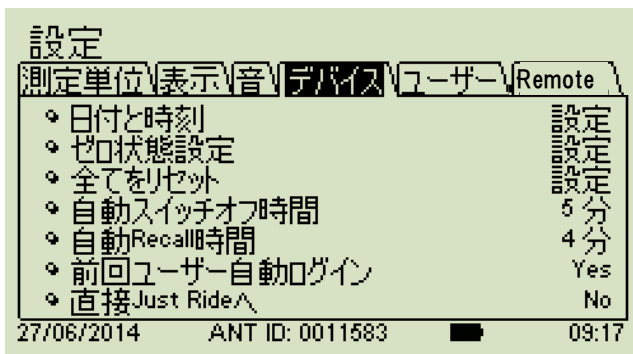 設定
測定単位 表示 音 デバイス ユーザー Remote
日付と時刻 設定
ゼロ状態設定 設定
全てをリセット 設定
自動スイッチオフ時間 5 分
自動Recall時間 4 分
前回ユーザー自動ログイン Yes
直接Just Rideへ No
27/06/2014 ANT ID: 0011583 09:17